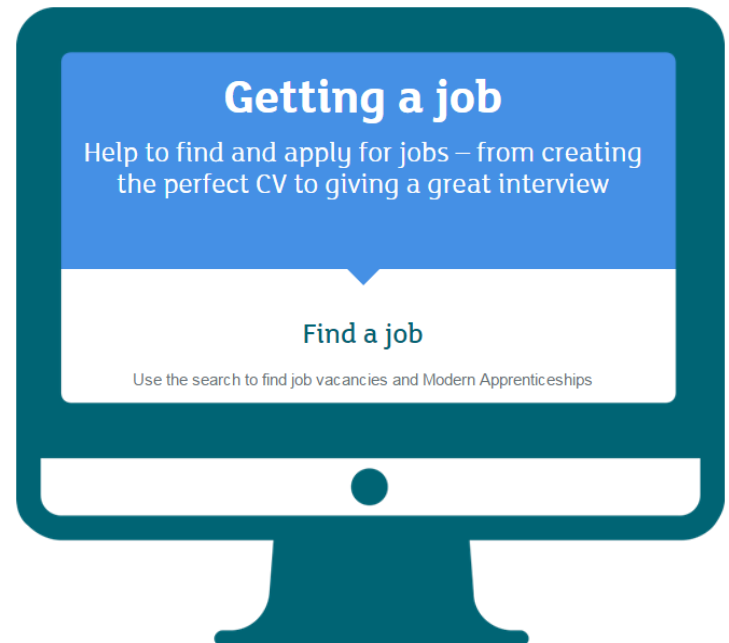 Getting a job
Help to find and apply for jobs – from creating
the perfect CV to giving a great interview
Find a job
Use the search to find job vacancies and Modern Apprenticeships